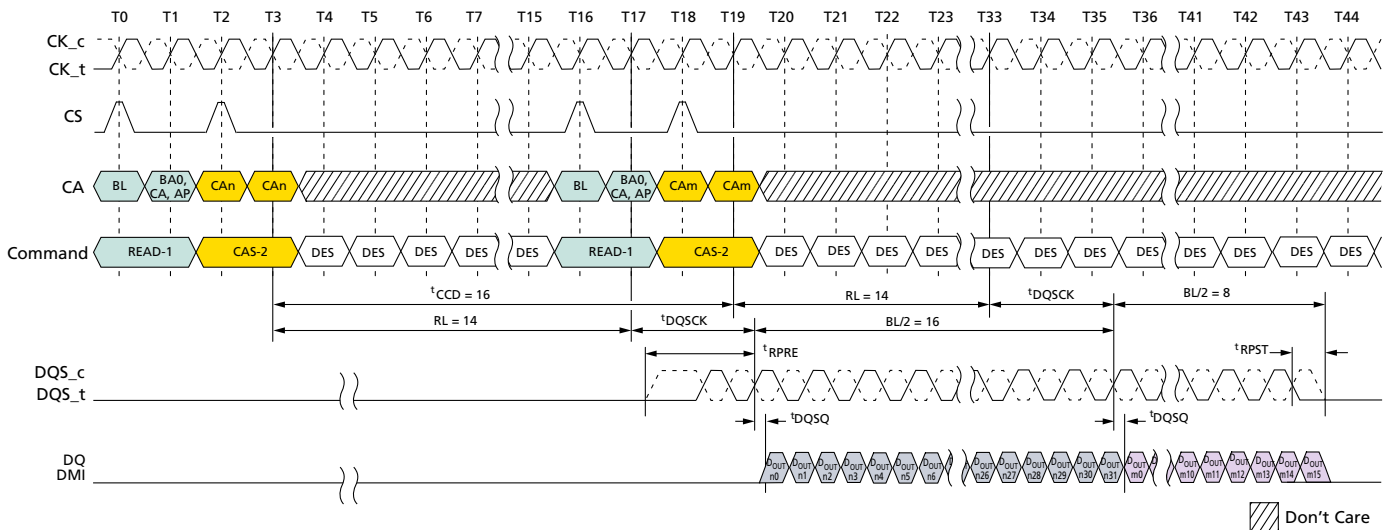 T0 T1 T2 T3 T4 T5 T6 T7 T15 T16 T17 T18 T19 T20 T21 T22 T23 T33 T34 T35 T36 T41 T42 T43 T44
CK_c
CK_t
CS
CA BL BA0, CA, AP CAn CAn BL BA0, CA, AP CAm CAm
Command READ-1 CAS-2 DES DES DES DES DES READ-1 CAS-2 DES DES DES DES DES DES DES DES DES DES DES DES
tCCD = 16 RL = 14 tDQSCK BL/2 = 8
RL = 14 tDQSCK BL/2 = 16
tRPRE tRPST
DQS_c
DQS_t
tDQSQ tDQSQ
DQ
DMI
DOUT n0 DOUT n1 DOUT n2 DOUT n3 DOUT n4 DOUT n5 DOUT n6 DOUT n26 DOUT n27 DOUT n28 DOUT n29 DOUT n30 DOUT n31 DOUT m0 D DOUT m10 DOUT m11 DOUT m12 DOUT m13 DOUT m14 DOUT m15
Don't Care